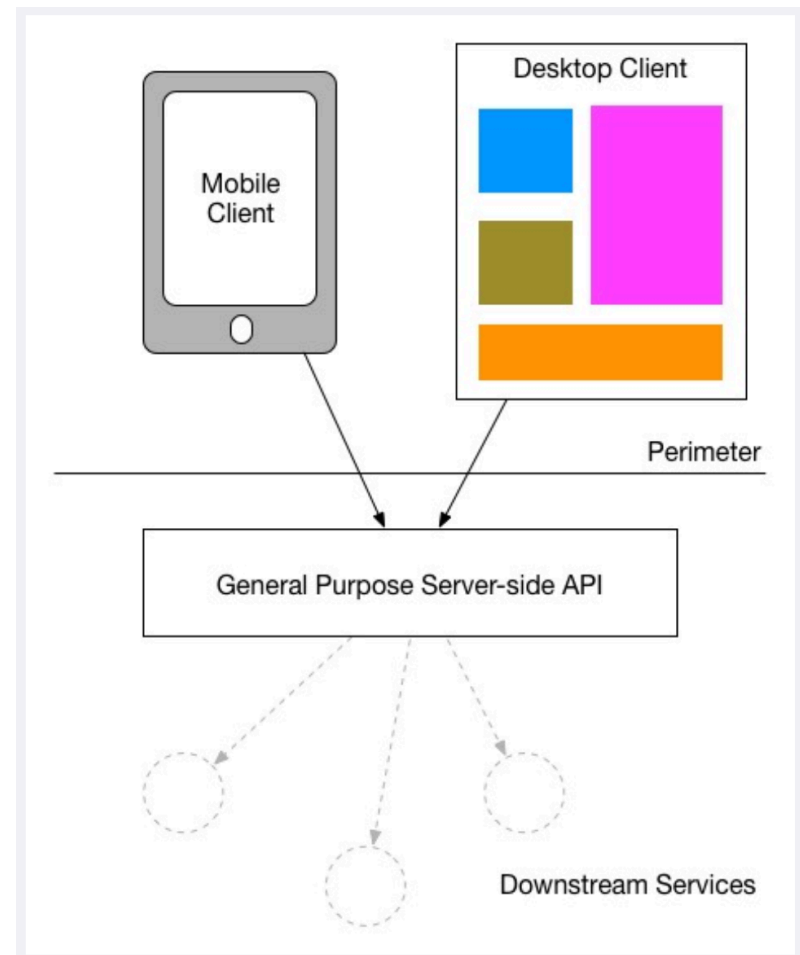 Desktop Client
Mobile
Client
Perimeter
General Purpose Server-side API
Downstream Services